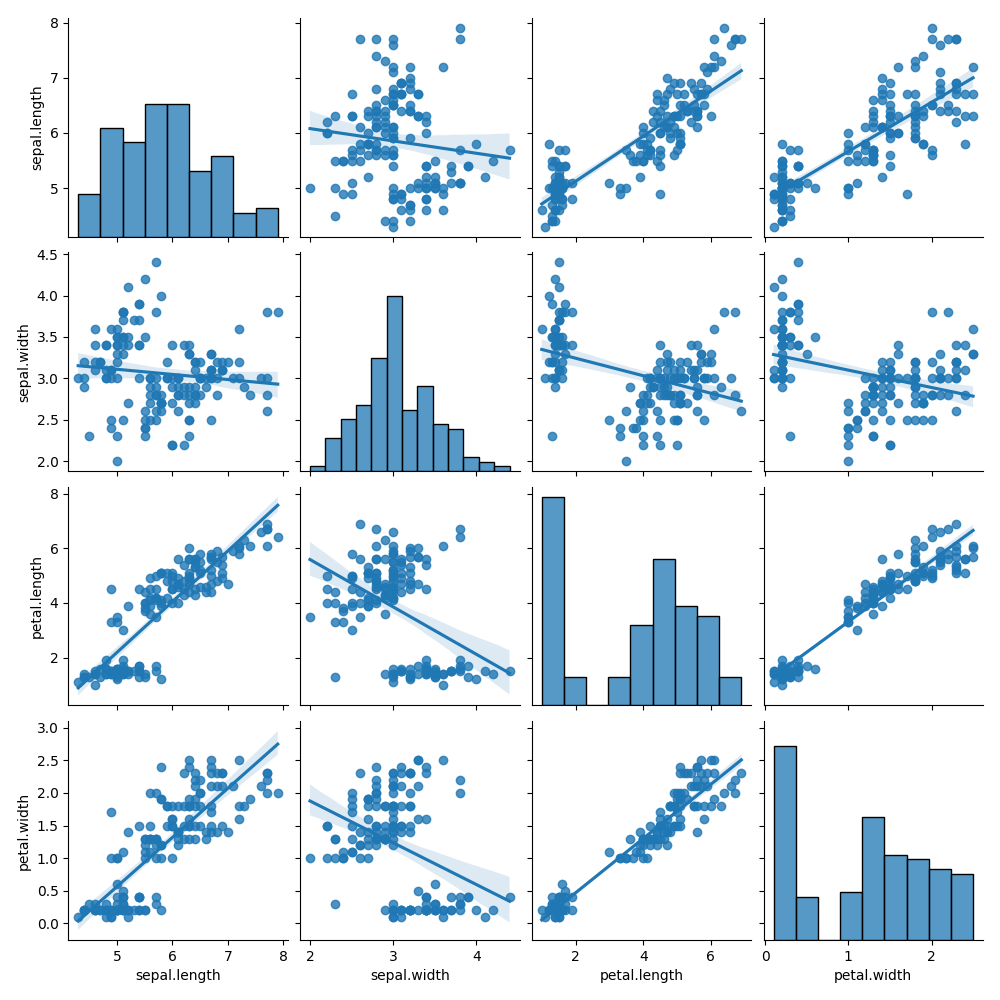 8
7
6
5
sepal.length
4.5
4.0
3.5
3.0
2.5
2.0
sepal.width
8
6
4
2
petal.length
3.0
2.5
2.0
1.5
1.0
0.5
0.0
petal.width
5 6 7 8
2 3 4
2 4 6
0 1 2
sepal.length sepal.width petal.length petal.width